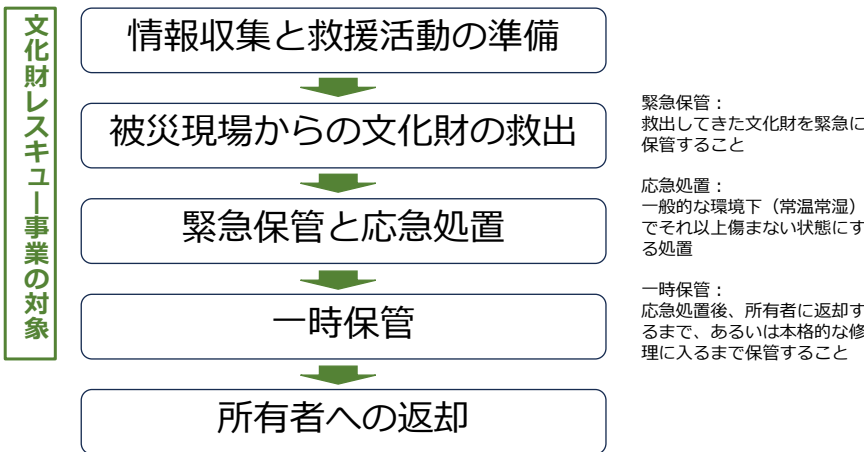 文化財レスキュー事業の対象
情報収集と救援活動の準備
被災現場からの文化財の救出
緊急保管と応急処置
一時保管
所有者への返却
緊急保管：
救出してきた文化財を緊急に
保管すること
応急処置：
一般的な環境下（常温常湿）
でそれ以上傷まない状態にす
る処置
一時保管：
応急処置後、所有者に返却す
るまで、あるいは本格的な修
理に入るまで保管すること